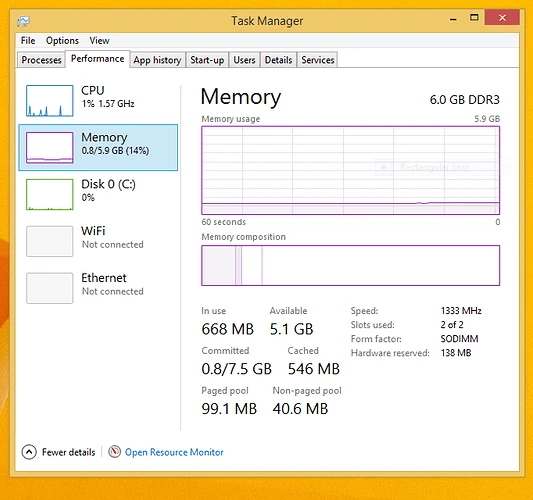 Task Manager
File Options View
Processes Performance App history Start-up Users Details Services
CPU
1% 1.57 GHz
Memory
0.8/5.9 GB (14%)
Disk 0 (C:)
0%
WiFi
Not connected
Ethernet
Not connected
Memory 6.0 GB DDR3
Memory usage 5.9 GB
Rectangular Snip
60 seconds 0
Memory composition
In use Available
668 MB 5.1 GB
Committed Cached
0.8/7.5 GB 546 MB
Paged pool Non-paged pool
99.1 MB 40.6 MB
Speed: 1333 MHz
Slots used: 2 of 2
Form factor: SODIMM
Hardware reserved: 138 MB
Fewer details Open Resource Monitor